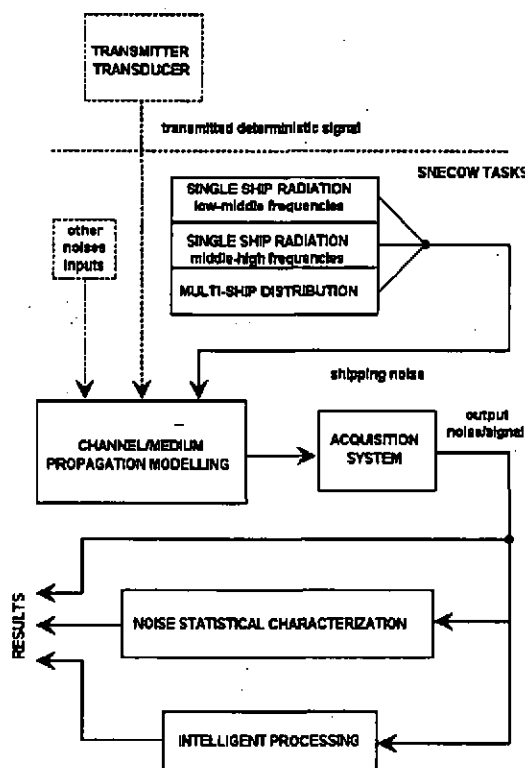 TRANSMITTER
TRANSDUCER
transmitted deterministic signal
SNECOW TASKS
SINGLE SHIP RADIATION
low-middle frequencies
other
noises
inputs
SINGLE SHIP RADIATION
middle-high frequencies
MULTI-SHIP DISTRIBUTION
shipping noise
output
noise/signal
CHANNEL/MEDIUM
PROPAGATION MODELLING
ACQUISITION
SYSTEM
RESULTS
NOISE STATISTICAL CHARACTERIZATION
INTELLIGENT PROCESSING